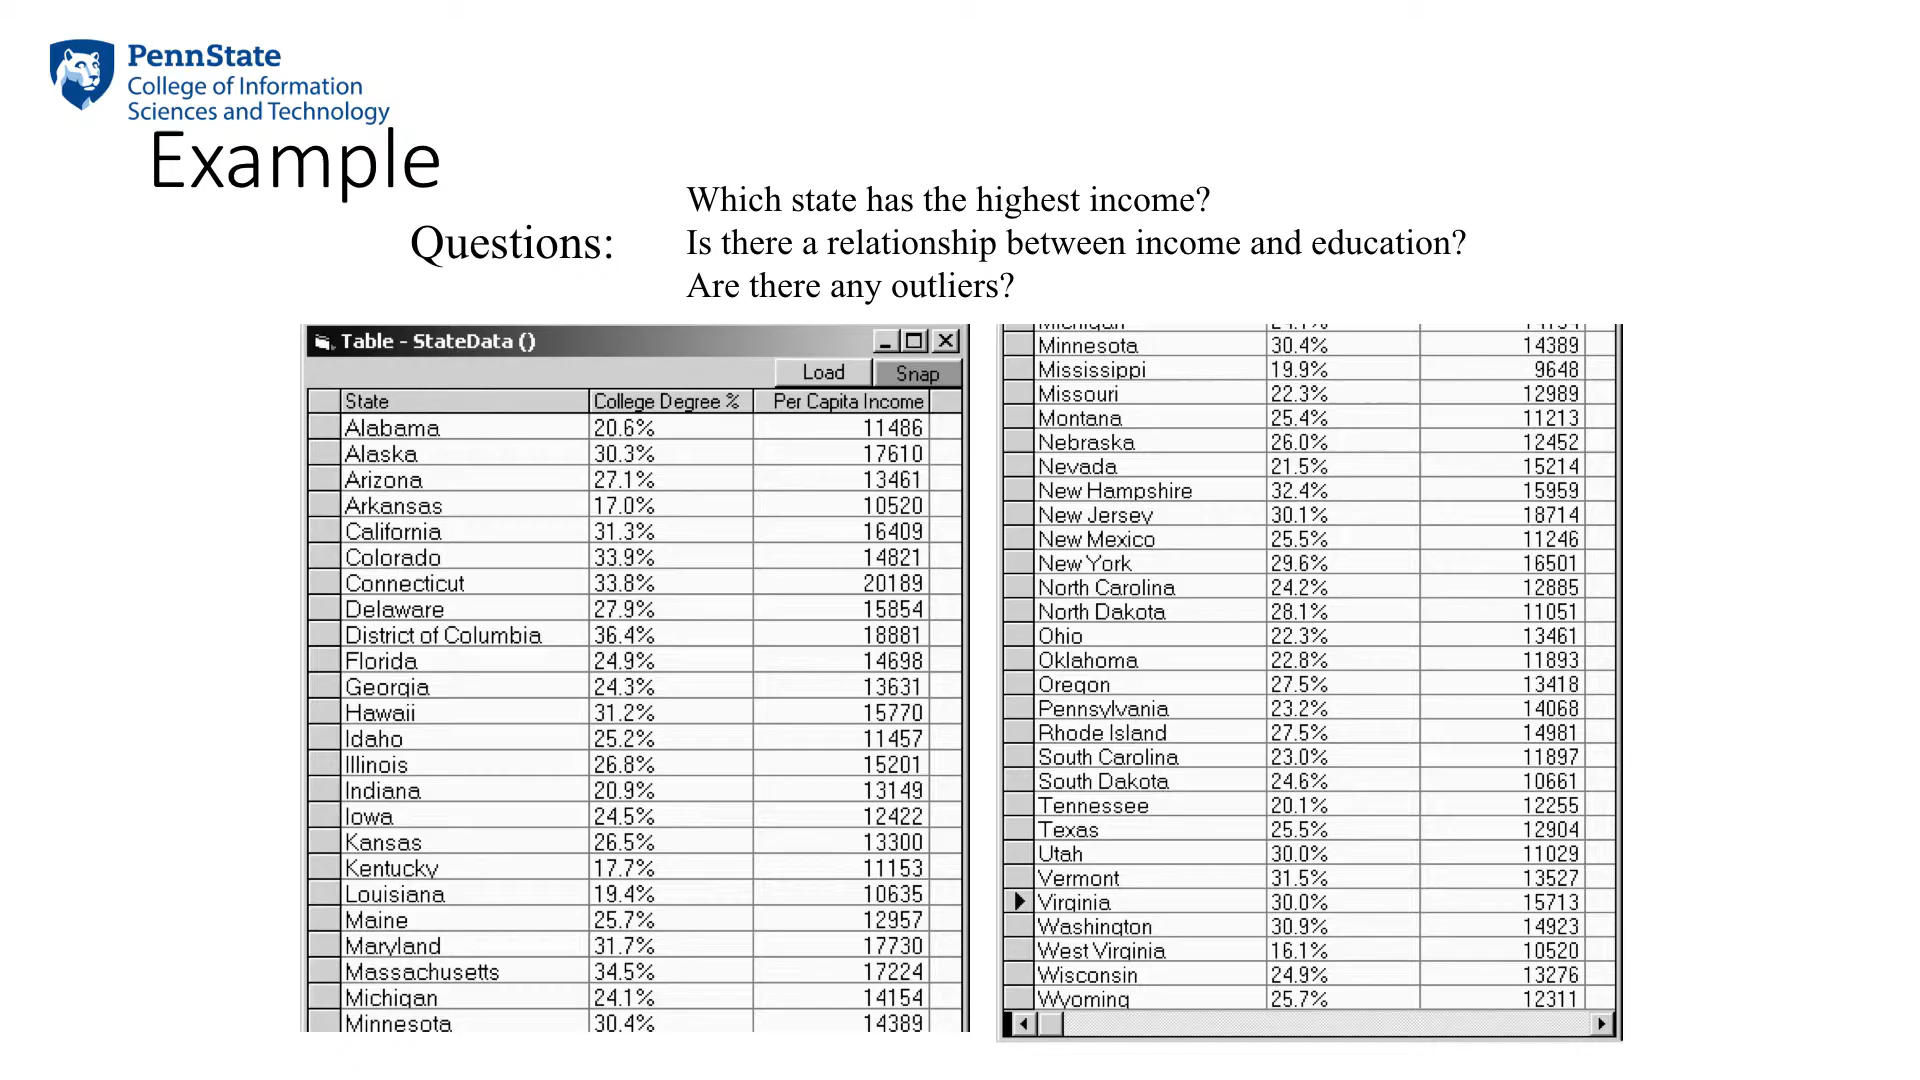 PennState
College of Information
Sciences and Technology
Example
Questions:
Which state has the highest income?
Is there a relationship between income and education?
Are there any outliers?
Table - StateData ()
Load Snap
State College Degree % Per Capita Income
Alabama 20.6% 11486
Alaska 30.3% 17610
Arizona 27.1% 13461
Arkansas 17.0% 10520
California 31.3% 16409
Colorado 33.9% 14821
Connecticut 33.8% 20189
Delaware 27.9% 15854
District of Columbia 36.4% 18881
Florida 24.9% 14698
Georgia 24.3% 13631
Hawaii 31.2% 15770
Idaho 25.2% 11457
Illinois 26.8% 15201
Indiana 20.9% 13149
Iowa 24.5% 12422
Kansas 26.5% 13300
Kentucky 17.7% 11153
Louisiana 19.4% 10635
Maine 25.7% 12957
Maryland 31.7% 17730
Massachusetts 34.5% 17224
Michigan 24.1% 14154
Minnesota 30.4% 14389
Michigan 24.1% 14154
Minnesota 30.4% 14389
Mississippi 19.9% 9648
Missouri 22.3% 12989
Montana 25.4% 11213
Nebraska 26.0% 12452
Nevada 21.5% 15214
New Hampshire 32.4% 15959
New Jersey 30.1% 18714
New Mexico 25.5% 11246
New York 29.6% 16501
North Carolina 24.2% 12885
North Dakota 28.1% 11051
Ohio 22.3% 13461
Oklahoma 22.8% 11893
Oregon 27.5% 13418
Pennsylvania 23.2% 14068
Rhode Island 27.5% 14981
South Carolina 23.0% 11897
South Dakota 24.6% 10661
Tennessee 20.1% 12255
Texas 25.5% 12904
Utah 30.0% 11029
Vermont 31.5% 13527
Virginia 30.0% 15713
Washington 30.9% 14923
West Virginia 16.1% 10520
Wisconsin 24.9% 13276
Wyoming 25.7% 12311